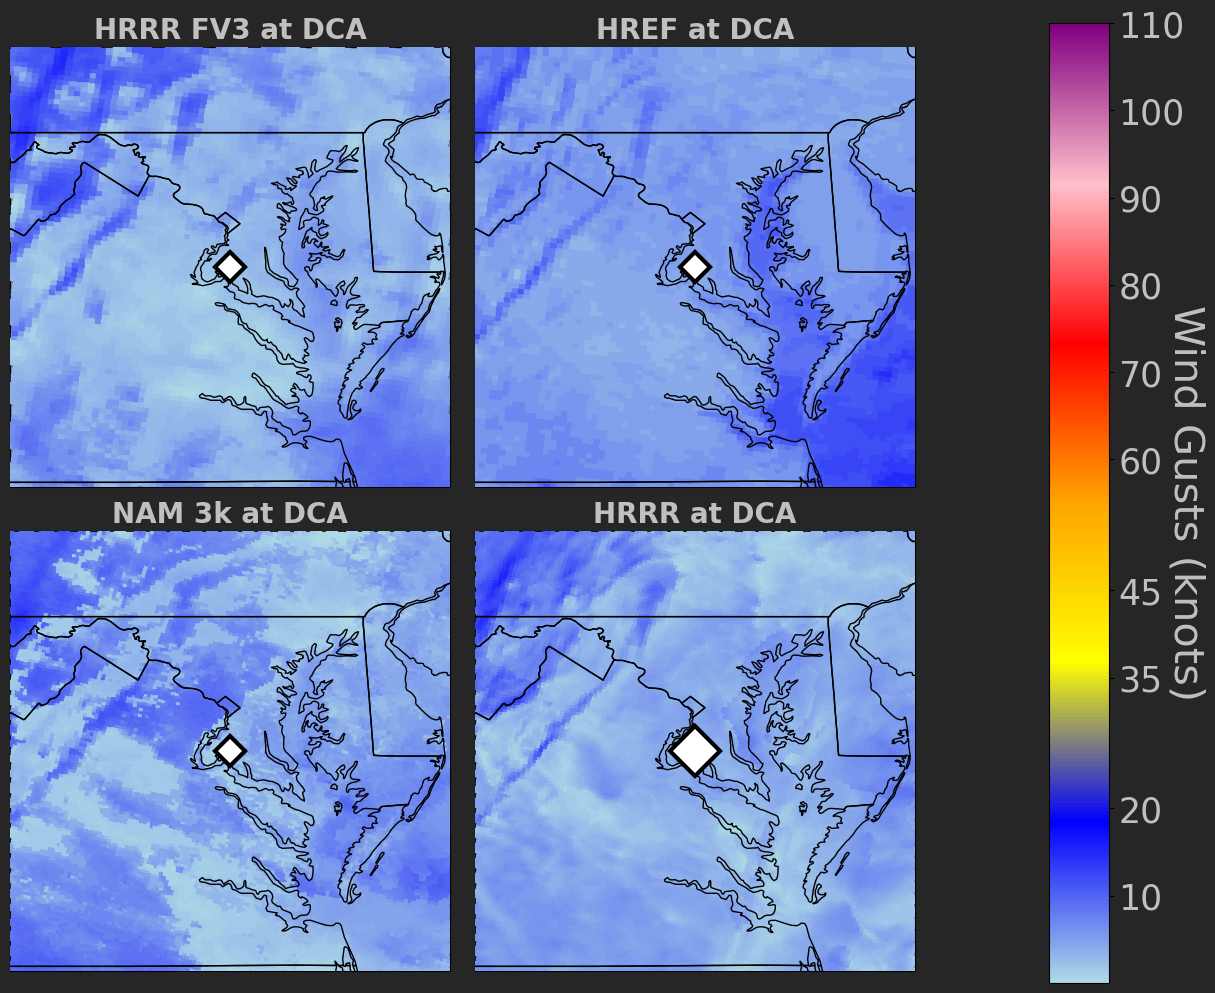 HRRR FV3 at DCA
HREF at DCA
NAM 3k at DCA
HRRR at DCA
110
100
90
80
70
60
45
35
20
10
Wind Gusts (knots)